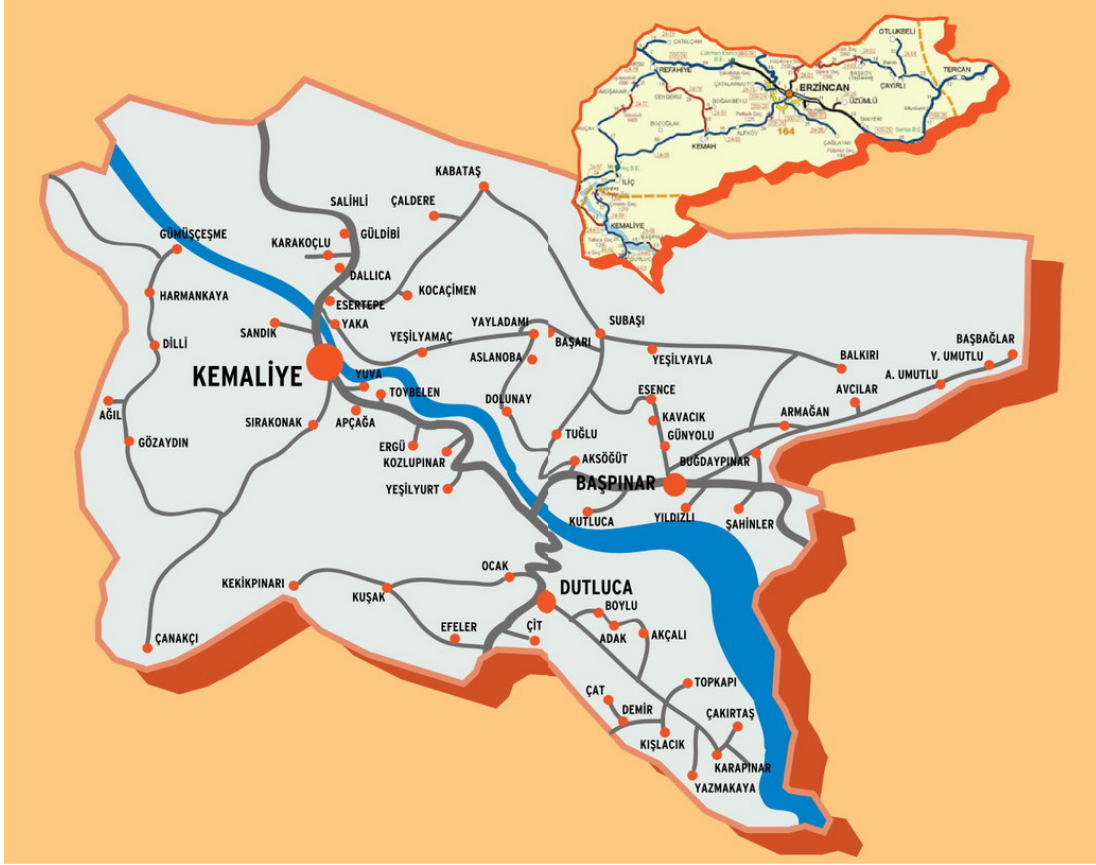 ÇATALÇAM
REFAHİYE
KEMAH
ALPKÖY
ERZİNCAN
164
ÜZÜMLÜ
ÇAĞLAYAN
OTLUKBELİ
TERCAN
ÇAYIRLI
İLİÇ
KEMALİYE
KABATAŞ
SALİHLİ
ÇALDERE
GÜLDİBİ
GÜMÜŞÇEŞME
KARAKOÇLU
DALLICA
HARMANKAYA
KOCAÇİMEN
ESERTEPE
SANDIK
YAKA
YAYLADAMI
SUBAŞI
DİLLİ
YEŞİLYAMAÇ
BAŞARI
ASLANOBA
YEŞİLYAYLA
BALKIRI
BAŞBAĞLAR
Y. UMUTLU
A. UMUTLU
KEMALİYE
YUVA
TOYBELEN
DOLUNAY
ESENCE
AVCILAR
AĞIL
SIRAKONAK
APÇAĞA
KAVACIK
ARMAĞAN
GÖZAYDIN
ERGÜ
TUĞLU
GÜNYOLU
KOZLUPINAR
AKSÖĞÜT
BUĞDAYPINAR
YEŞİLYURT
BAŞPINAR
KUTLUCA
YILDIZLI
ŞAHİNLER
OCAK
KEKİKPINARI
KUŞAK
DUTLUCA
BOYLU
EFELER
ÇİT
ADAK
AKÇALI
ÇANAKÇI
TOPKAPI
ÇAT
DEMİR
ÇAKIRTAŞ
KIŞLACIK
KARAPINAR
YAZMAKAYA